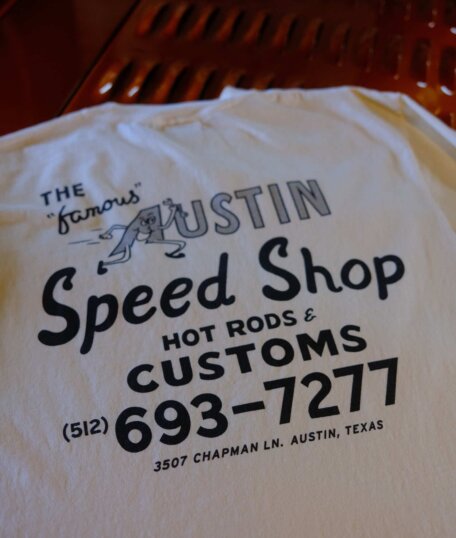 THE
"famous" AUSTIN
Speed Shop
HOT RODS &
CUSTOMS
(512) 693-7277
3507 CHAPMAN LN. AUSTIN, TEXAS